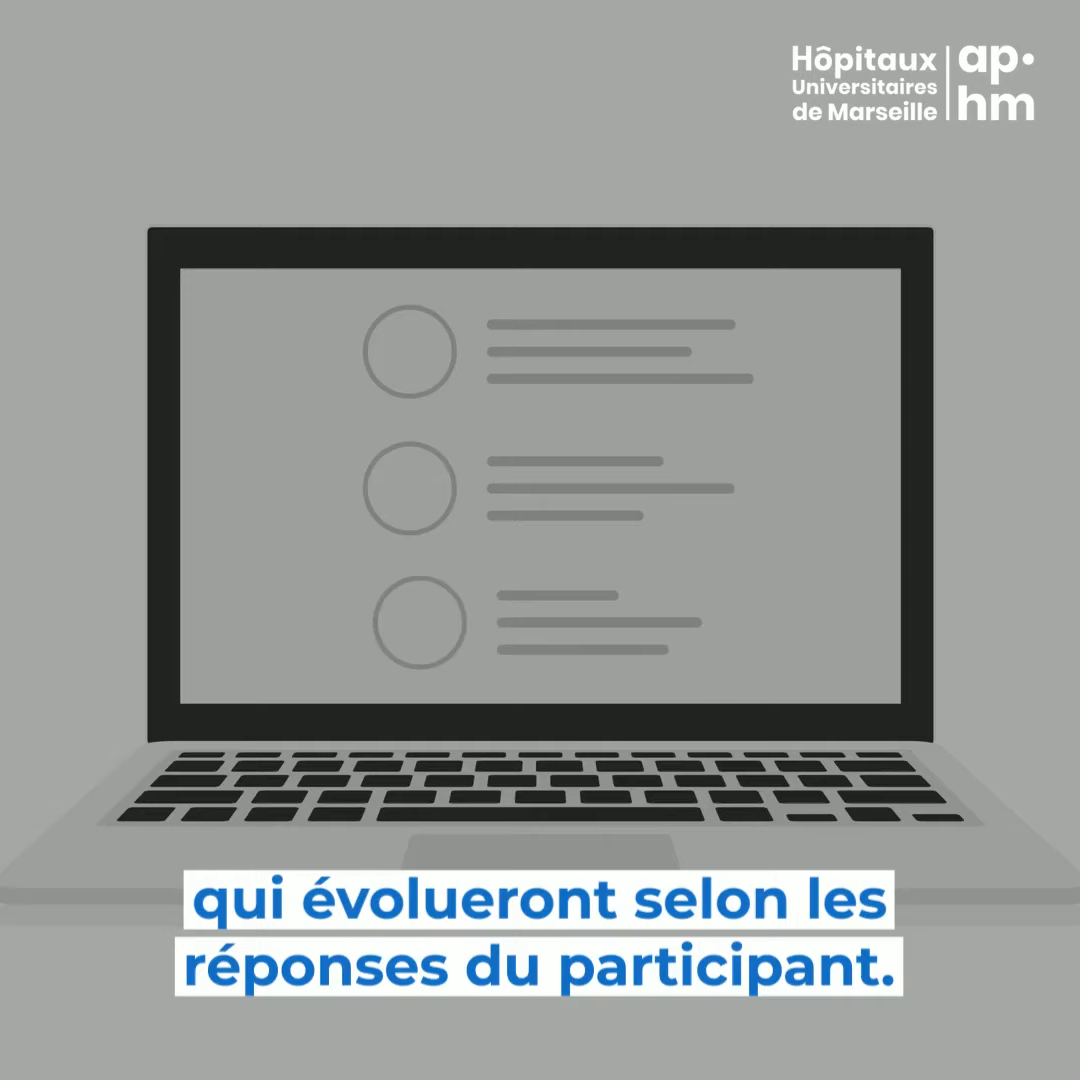 Hôpitaux
Universitaires
de Marseille
ap.
hm
qui évolueront selon les
réponses du participant.